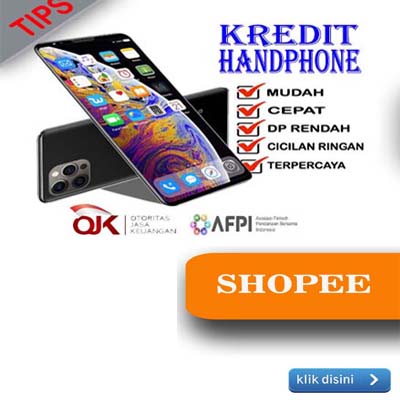 TIPS
KREDIT
HANDPHONE
MUDAH
CEPAT
DP RENDAH
CICILAN RINGAN
TERPERCAYA
OJK OTORITAS
JASA
KEUANGAN
AFPI
SHOPEE
klik disini